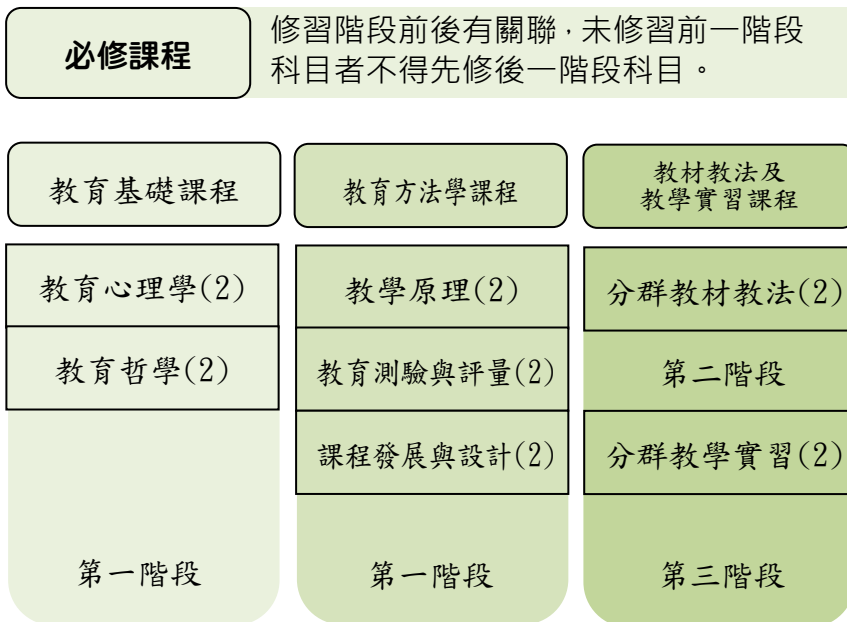 必修課程
修習階段前後有關聯，未修習前一階段
科目者不得先修後一階段科目。
教育基礎課程
教育心理學(2)
教育哲學(2)
第一階段
教育方法學課程
教學原理(2)
教育測驗與評量(2)
課程發展與設計(2)
第一階段
教材教法及
教學實習課程
分群教材教法(2)
第二階段
分群教學實習(2)
第三階段